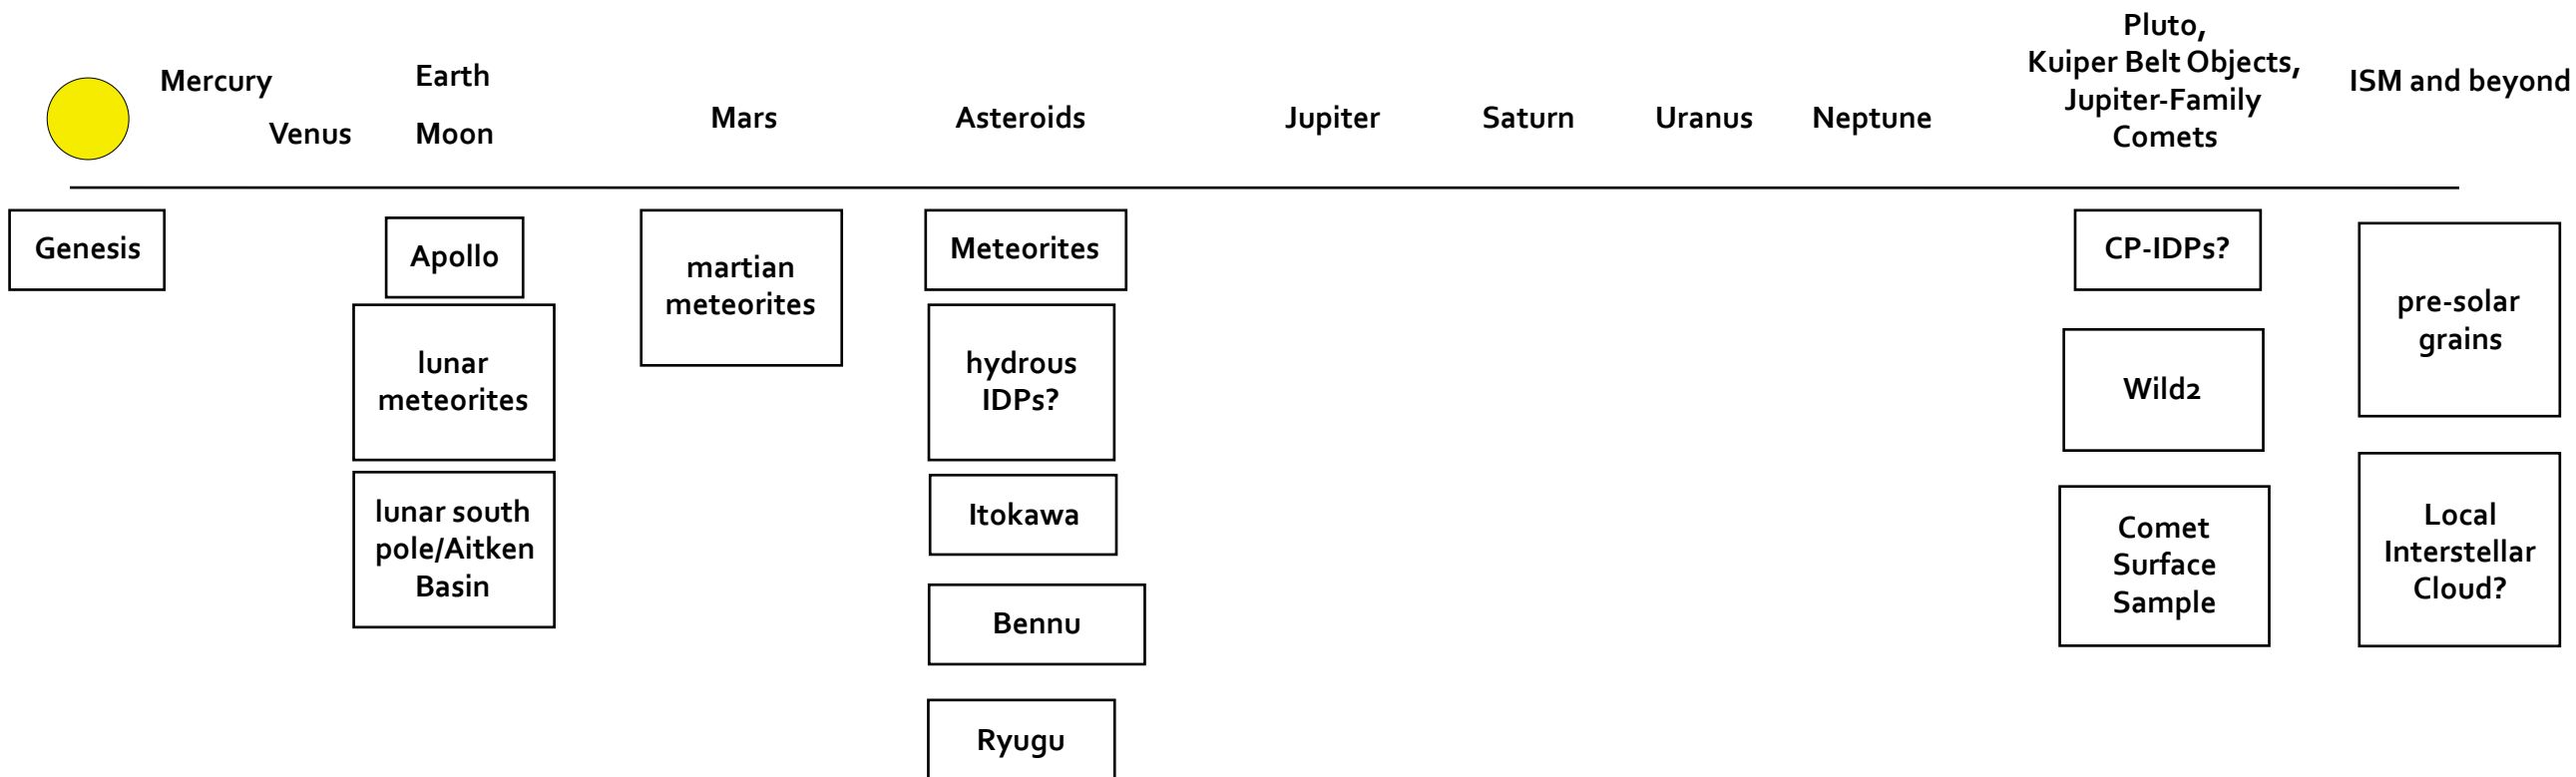 Mercury
Venus
Earth
Moon
Mars
Asteroids
Jupiter
Saturn
Uranus
Neptune
Pluto,
Kuiper Belt Objects,
Jupiter-Family
Comets
ISM and beyond
Genesis
Apollo
lunar
meteorites
lunar south
pole/Aitken
Basin
martian
meteorites
Meteorites
hydrous
IDPs?
Itokawa
Bennu
Ryugu
CP-IDPs?
Wild2
Comet
Surface
Sample
pre-solar
grains
Local
Interstellar
Cloud?